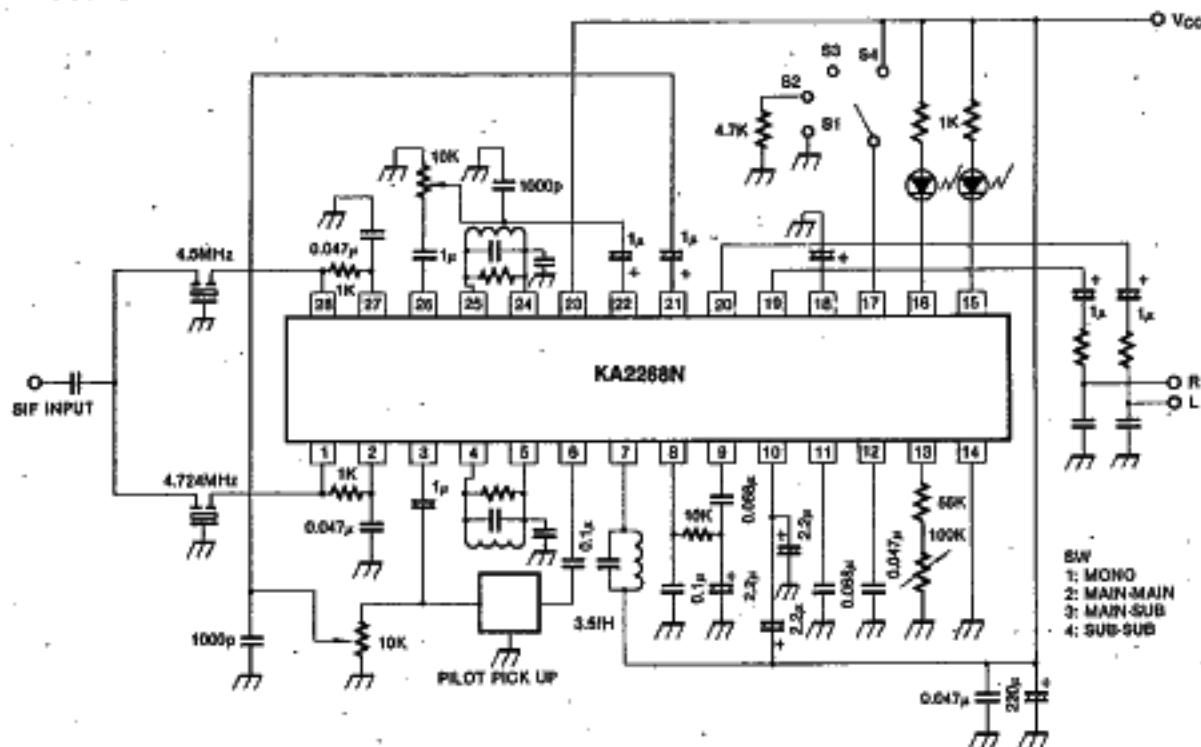 VCC
S3
S4
S2
S1
4.7K
1K
10K
1000p
4.5MHz
0.047µ
1K
1µ
1µ
1µ
28
27
26
25
24
23
22
21
20
19
18
17
16
15
1µ
1µ
KA2268N
SIF INPUT
R
L
1
2
3
4
5
6
7
8
9
10
11
12
13
14
4.724MHz
1K
0.047µ
1µ
0.1µ
10K
0.068µ
2.2µ
0.1µ
2.2µ
2.2µ
0.068µ
0.047µ
100K
3.5fH
1000p
10K
PILOT PICK UP
0.047µ
220µ
SW
1: MONO
2: MAIN-MAIN
3: MAIN-SUB
4: SUB-SUB